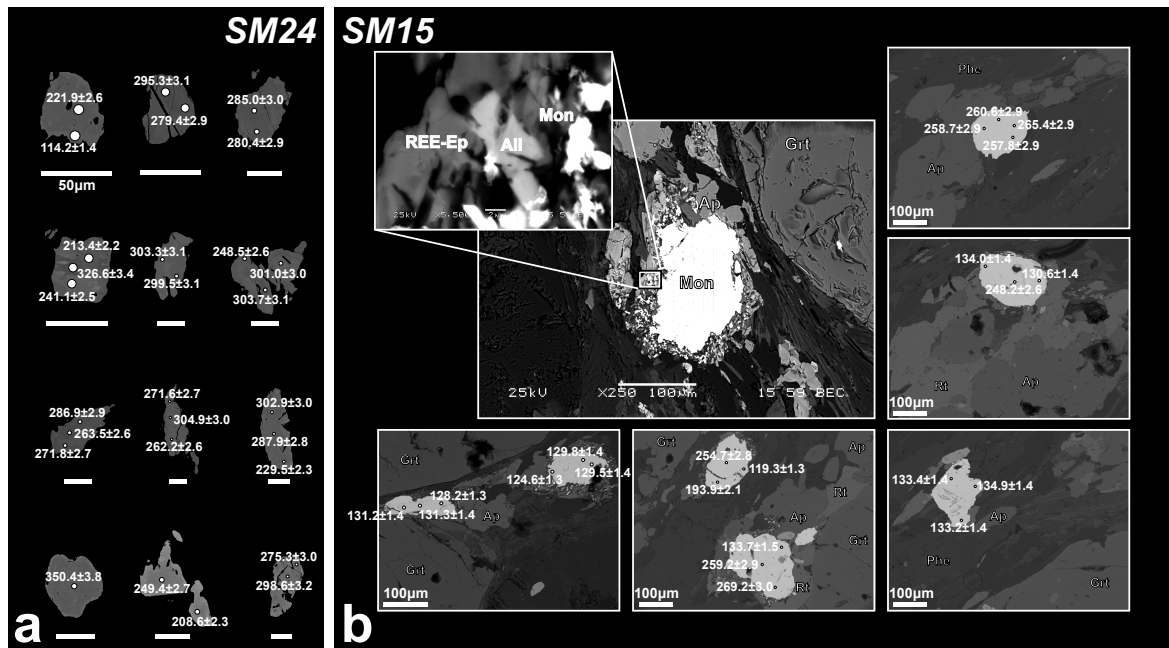 SM24
221.9±2.6
114.2±1.4
50µm
295.3±3.1
279.4±2.9
285.0±3.0
280.4±2.9
213.4±2.2
326.6±3.4
241.1±2.5
303.3±3.1
299.5±3.1
248.5±2.6
301.0±3.0
303.7±3.1
286.9±2.9
263.5±2.6
271.8±2.7
271.6±2.7
304.9±3.0
262.2±2.6
302.9±3.0
287.9±2.8
229.5±2.3
350.4±3.8
249.4±2.7
208.6±2.3
275.3±3.0
298.6±3.2
a
SM15
Mon
REE-Ep
All
25kV
Grt
Ap
Mon
25kV X250 100µm 15 59 BEC
Phe
260.6±2.9
258.7±2.9
265.4±2.9
257.8±2.9
Ap
100µm
134.0±1.4
130.6±1.4
248.2±2.6
Rt
Ap
100µm
Grt
129.8±1.4
129.5±1.4
124.6±1.3
128.2±1.3
131.2±1.4
131.3±1.4
Ap
Grt
100µm
Grt
Ap
254.7±2.8
119.3±1.3
193.9±2.1
Rt
Ap
133.7±1.5
Grt
259.2±2.9
269.2±3.0
Rt
100µm
133.4±1.4
134.9±1.4
133.2±1.4
Ap
Phe
Grt
100µm
b